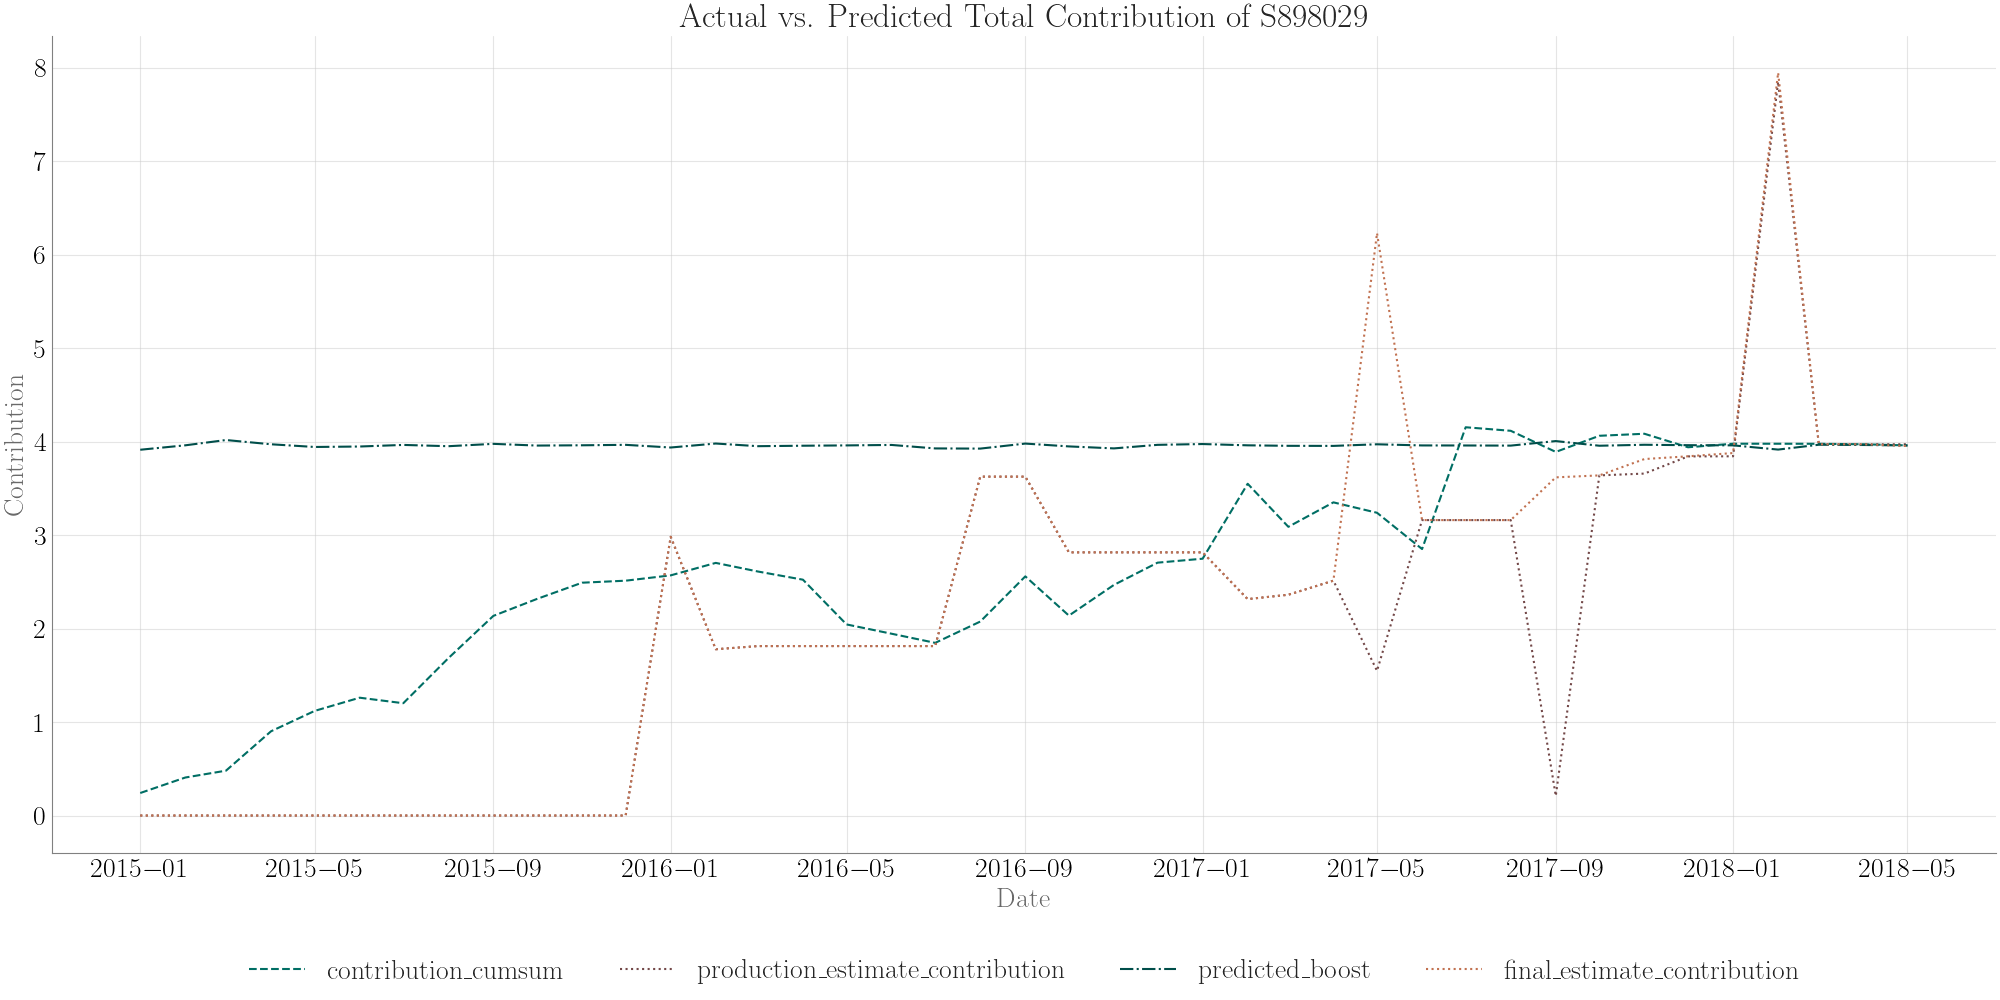 Actual vs. Predicted Total Contribution of S898029
8
7
6
5
4
3
2
1
0
Contribution
2015–01 2015–05 2015–09 2016–01 2016–05 2016–09 2017–01 2017–05 2017–09 2018–01 2018–05
Date
contribution_cumsum production_estimate_contribution predicted_boost final_estimate_contribution